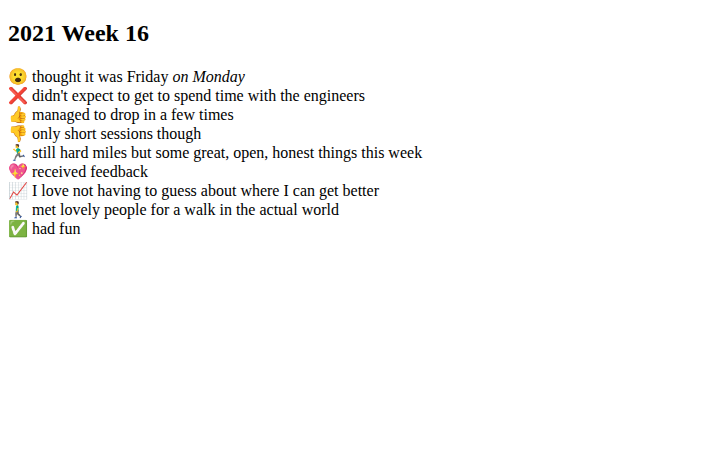 2021 Week 16
😮 thought it was Friday on Monday
❌ didn't expect to get to spend time with the engineers
👍 managed to drop in a few times
👎 only short sessions though
🏃‍♂️ still hard miles but some great, open, honest things this week
💖 received feedback
📈 I love not having to guess about where I can get better
🚶‍♂️ met lovely people for a walk in the actual world
✅ had fun